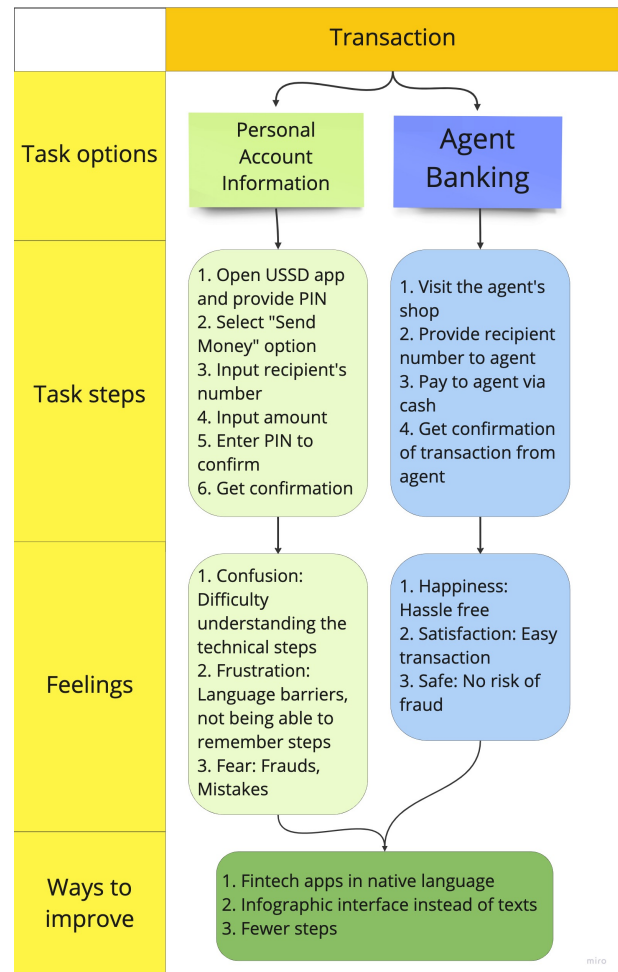 Transaction
Task options
Personal
Account
Information
Agent
Banking
Task steps
1. Open USSD app
and provide PIN
2. Select "Send
Money" option
3. Input recipient's
number
4. Input amount
5. Enter PIN to
confirm
6. Get confirmation
1. Visit the agent's
shop
2. Provide recipient
number to agent
3. Pay to agent via
cash
4. Get confirmation
of transaction from
agent
Feelings
1. Confusion:
Difficulty
understanding the
technical steps
2. Frustration:
Language barriers,
not being able to
remember steps
3. Fear: Frauds,
Mistakes
1. Happiness:
Hassle free
2. Satisfaction: Easy
transaction
3. Safe: No risk of
fraud
Ways to
improve
1. Fintech apps in native language
2. Infographic interface instead of texts
3. Fewer steps
miro